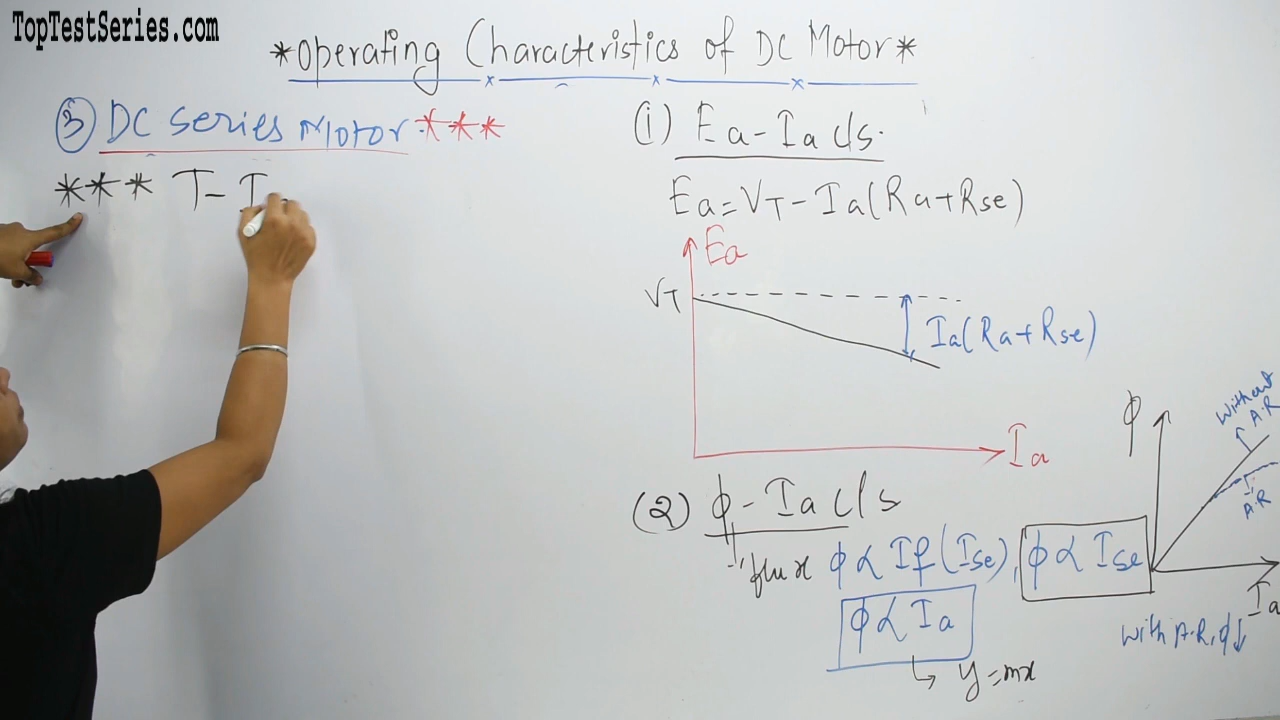 TopTestSeries.com
*Operating Characteristics of DC Motor*
③ DC Series Motor ***
*** T-I
(1) Ea-Ia c/s.
Ea=VT-Ia(Ra+Rse)
Ea
VT
Ia(Ra+Rse)
Ia
(2) ϕ-Ia c/s
flux ϕ∝If(Ise), ϕ∝Ise
ϕ∝Ia
↳ y=mx
ϕ
Without
A.R
A.R
Ia
With A.R, ϕ↓